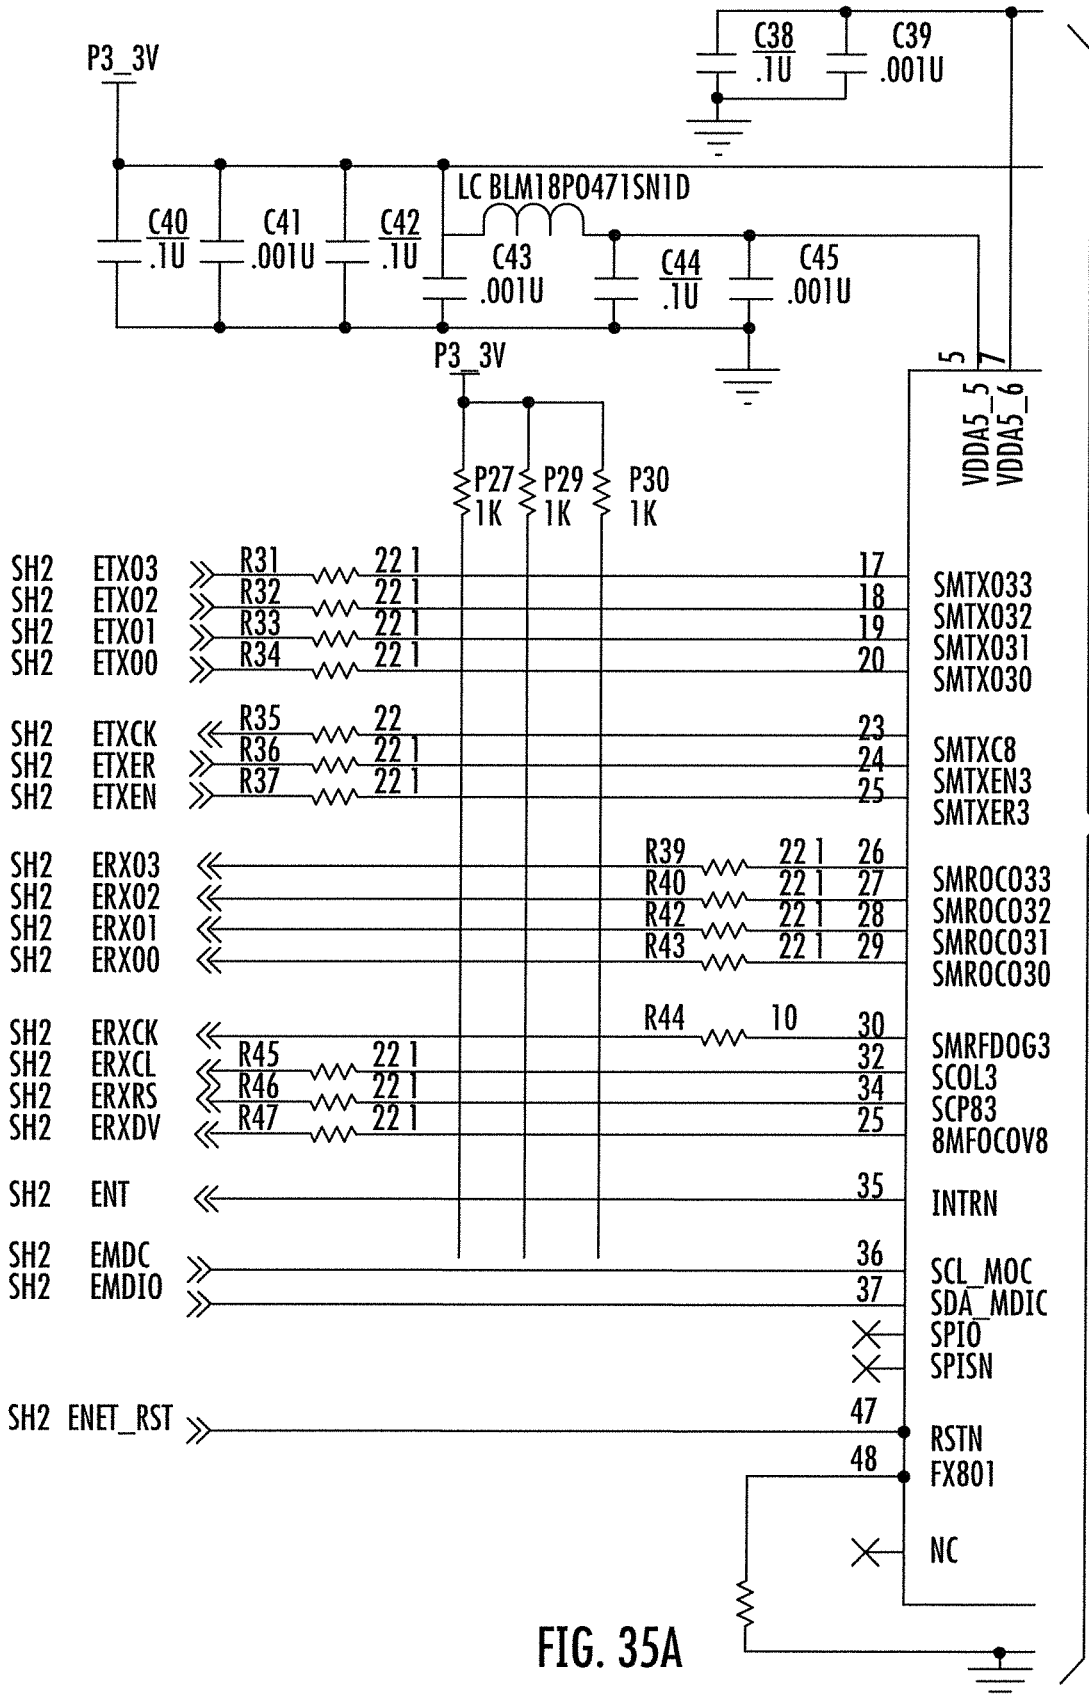 C38 C39
.1U .001U
P3_3V
LC BLM18PO471SN1D
C40 C41 C42
.1U .001U .1U
C43 C44 C45
.001U .1U .001U
P3_3V
5 7
VDDA5_5
VDDA5_6
P27 P29 P30
1K 1K 1K
SH2 ETX03 R31 22 1 17 SMTX033
SH2 ETX02 R32 22 1 18 SMTX032
SH2 ETX01 R33 22 1 19 SMTX031
SH2 ETX00 R34 22 1 20 SMTX030
SH2 ETXCK R35 22 23 SMTXC8
SH2 ETXER R36 22 1 24 SMTXEN3
SH2 ETXEN R37 22 1 25 SMTXER3
SH2 ERX03 R39 22 1 26 SMROCO33
SH2 ERX02 R40 22 1 27 SMROCO32
SH2 ERX01 R42 22 1 28 SMROCO31
SH2 ERX00 R43 22 1 29 SMROCO30
SH2 ERXCK R44 10 30 SMRFDOG3
SH2 ERXCL R45 22 1 32 SCOL3
SH2 ERXRS R46 22 1 34 SCP83
SH2 ERXDV R47 22 1 25 8MFOCOV8
SH2 ENT 35 INTRN
SH2 EMDC 36 SCL_MOC
SH2 EMDIO 37 SDA_MDIC
SPIO
SPISN
SH2 ENET_RST 47 RSTN
48 FX801
NC
FIG. 35A